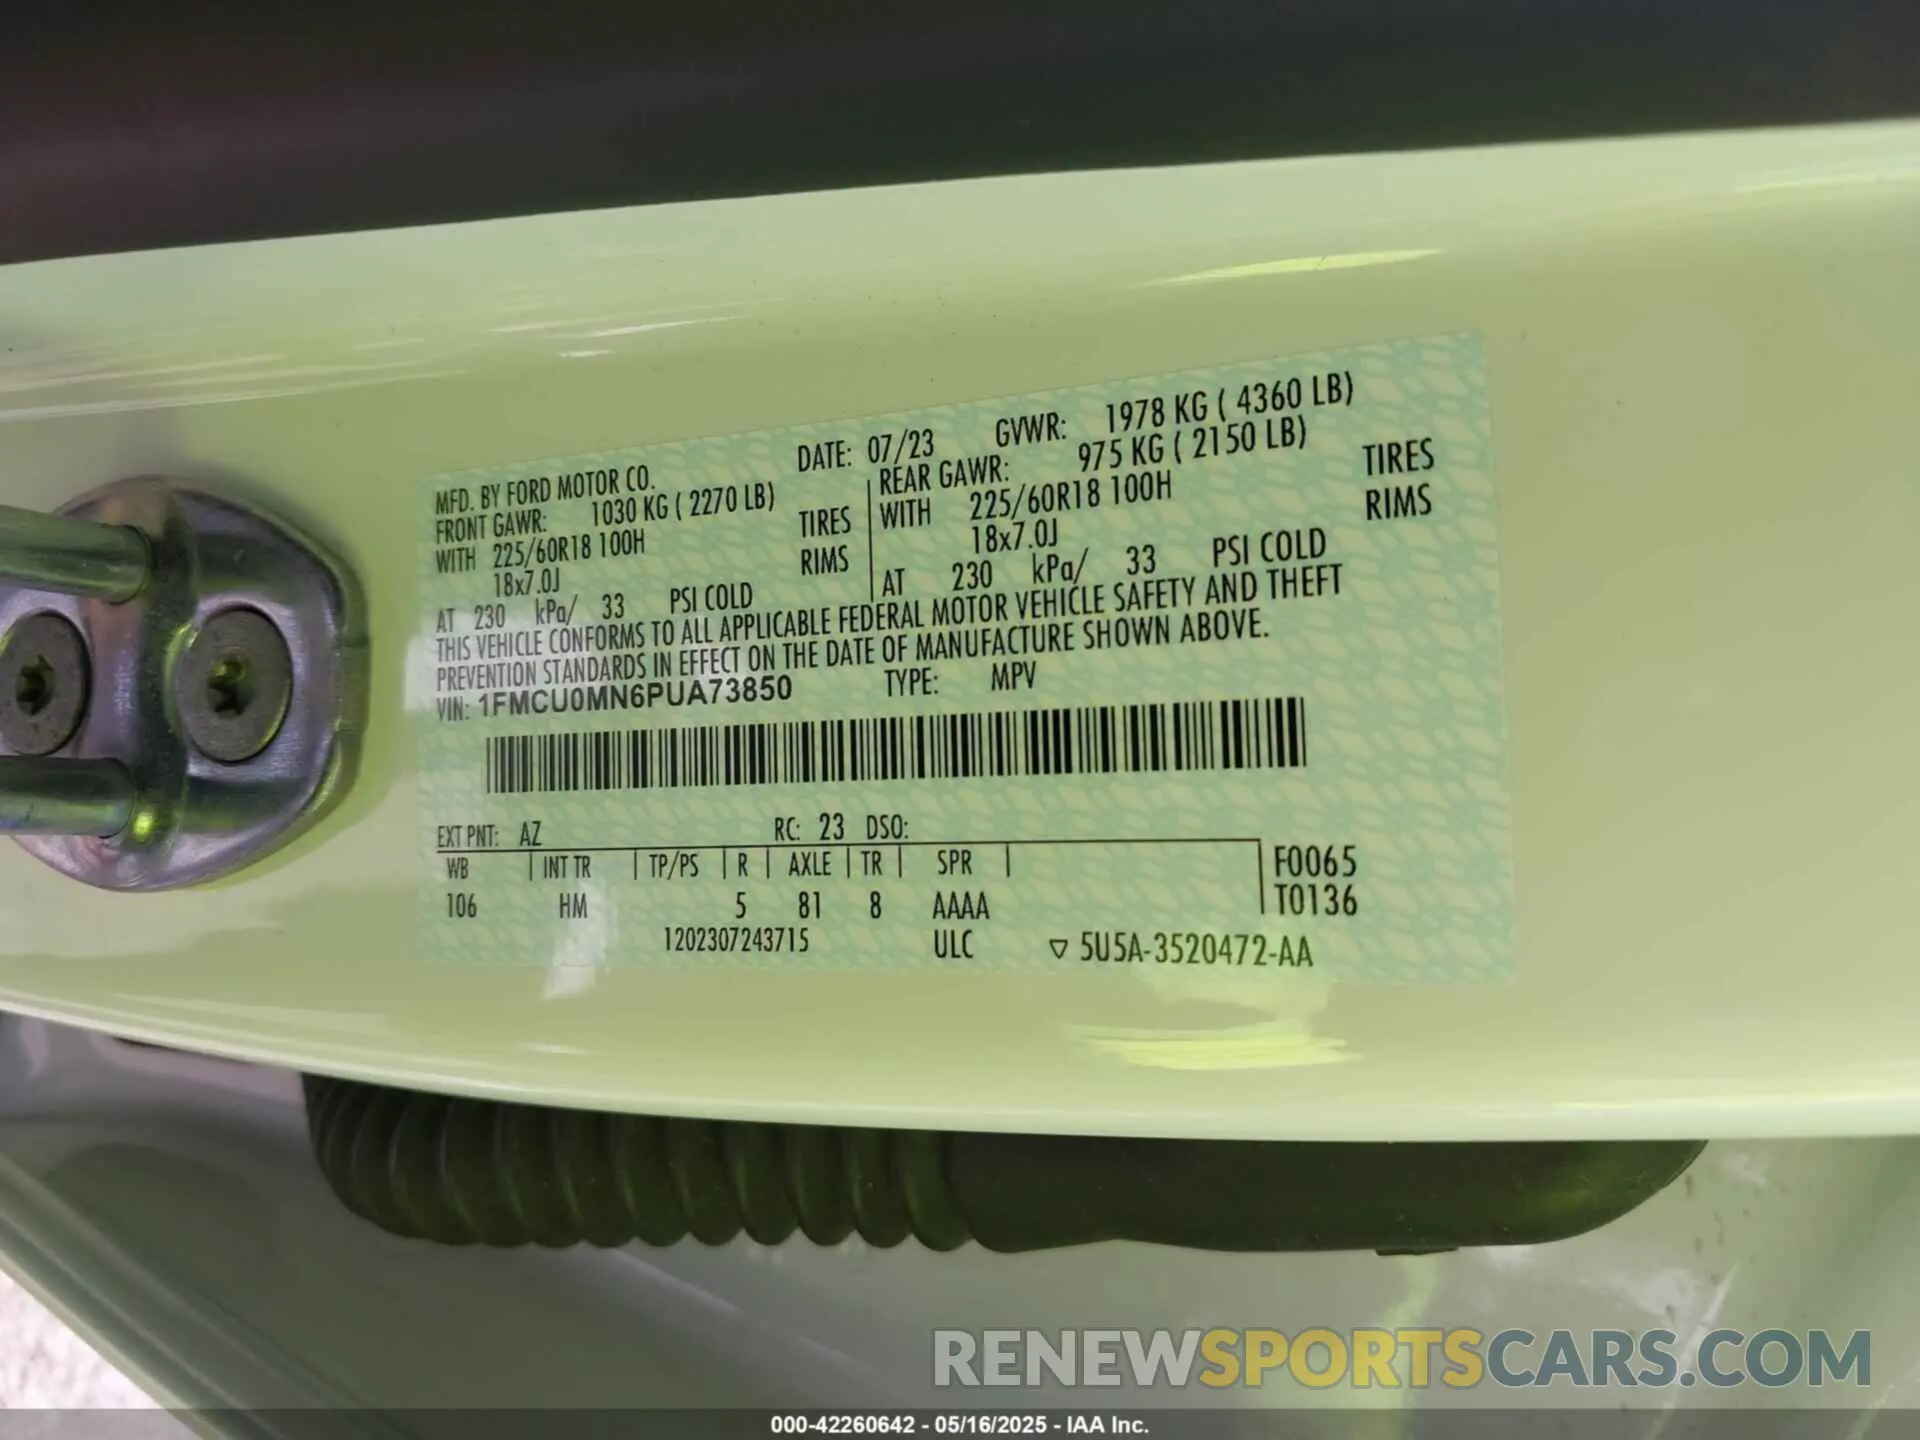 MFD. BY FORD MOTOR CO. DATE: 07/23 GVWR: 1978 KG ( 4360 LB)
FRONT GAWR: 1030 KG ( 2270 LB) REAR GAWR: 975 KG ( 2150 LB)
WITH 225/60R18 100H TIRES WITH 225/60R18 100H TIRES
18x7.0J RIMS 18x7.0J RIMS
AT 230 kPa/ 33 PSI COLD AT 230 kPa/ 33 PSI COLD
THIS VEHICLE CONFORMS TO ALL APPLICABLE FEDERAL MOTOR VEHICLE SAFETY AND THEFT
PREVENTION STANDARDS IN EFFECT ON THE DATE OF MANUFACTURE SHOWN ABOVE.
VIN: 1FMCU0MN6PUA73850 TYPE: MPV
EXT PNT: AZ RC: 23 DSO:
WB INT TR TP/PS R AXLE TR SPR F0065
106 HM 5 81 8 AAAA T0136
1202307243715 ULC ▽ 5U5A-3520472-AA
RENEWSPORTSCARS.COM
000-42260642 - 05/16/2025 - IAA Inc.